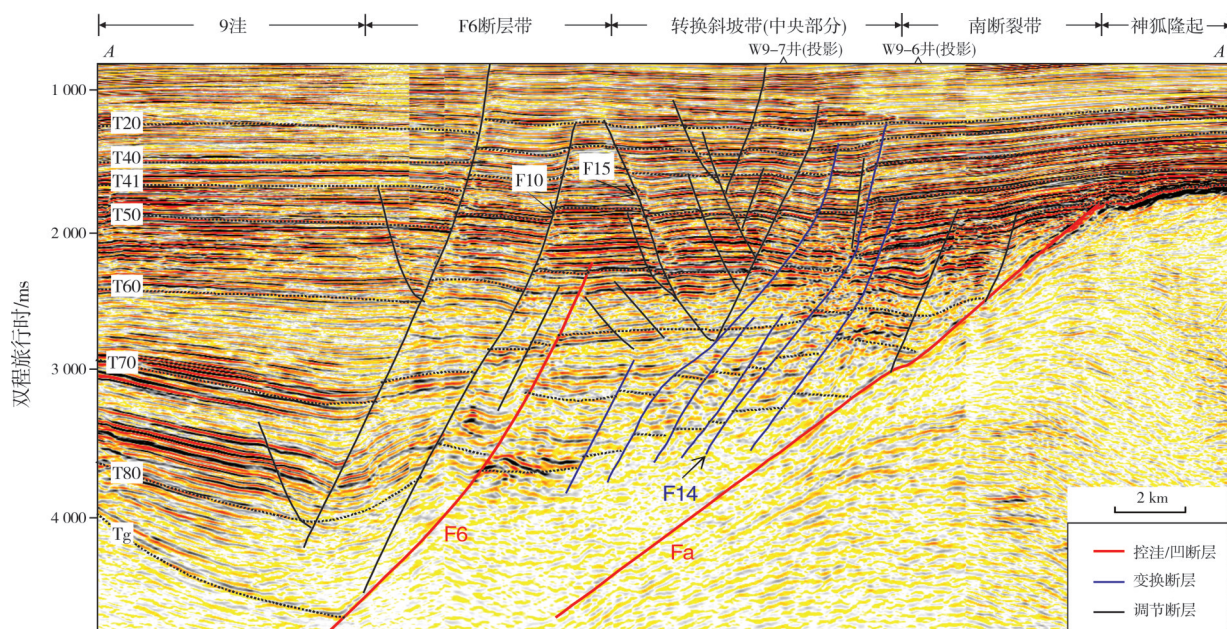 9洼
F6断层带
转换斜坡带(中央部分)
南断裂带
神狐隆起
A
W9-7井(投影)
W9-6井(投影)
A
1 000
2 000
3 000
4 000
双程旅行时/ms
T20
T40
T41
T50
T60
T70
T80
Tg
F10
F15
F14
F6
Fa
2 km
控洼/凹断层
变换断层
调节断层